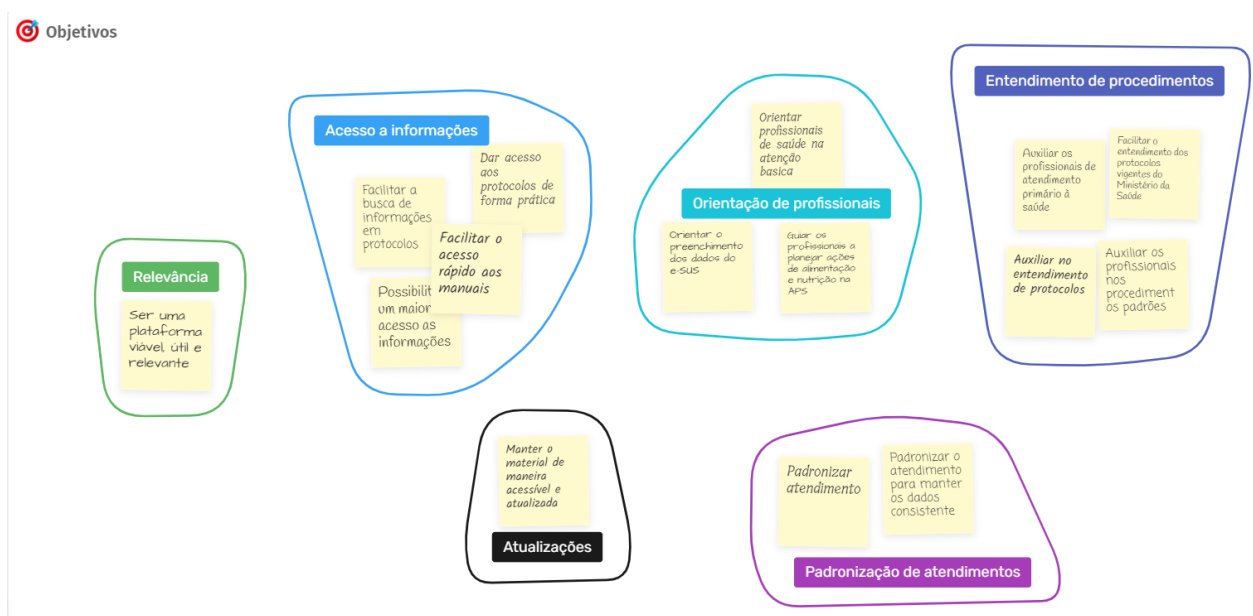 Objetivos
Relevância
Ser uma
plataforma
viável, útil e
relevante
Acesso a informações
Dar acesso
aos
protocolos de
forma prática
Facilitar a
busca de
informações
em
protocolos
Facilitar o
acesso
rápido aos
manuais
Possibilit
um maior
acesso as
informações
Orientar
profissionais
de saúde na
atenção
basica
Orientação de profissionais
Orientar o
preenchimento
dos dados do
e-SUS
Guiar os
profissionais a
planejar ações
de alimentação
e nutrição na
APS
Entendimento de procedimentos
Auxiliar os
profissionais de
atendimento
primário à
saúde
Facilitar o
entendimento dos
protocolos
vigentes do
Ministério da
Saúde
Auxiliar no
entendimento
de protocolos
Auxiliar os
profissionais
nos
procediment
os padrões
Manter o
material de
maneira
acessível e
atualizada
Atualizações
Padronizar
atendimento
Padronizar o
atendimento
para manter
os dados
consistente
Padronização de atendimentos